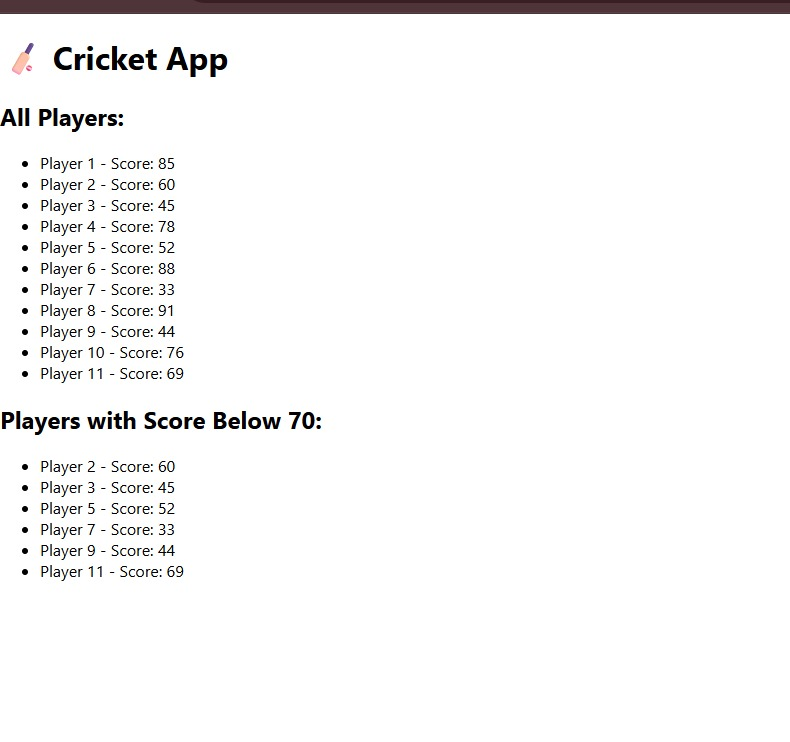 Cricket App
All Players:
Player 1 - Score: 85
Player 2 - Score: 60
Player 3 - Score: 45
Player 4 - Score: 78
Player 5 - Score: 52
Player 6 - Score: 88
Player 7 - Score: 33
Player 8 - Score: 91
Player 9 - Score: 44
Player 10 - Score: 76
Player 11 - Score: 69
Players with Score Below 70:
Player 2 - Score: 60
Player 3 - Score: 45
Player 5 - Score: 52
Player 7 - Score: 33
Player 9 - Score: 44
Player 11 - Score: 69